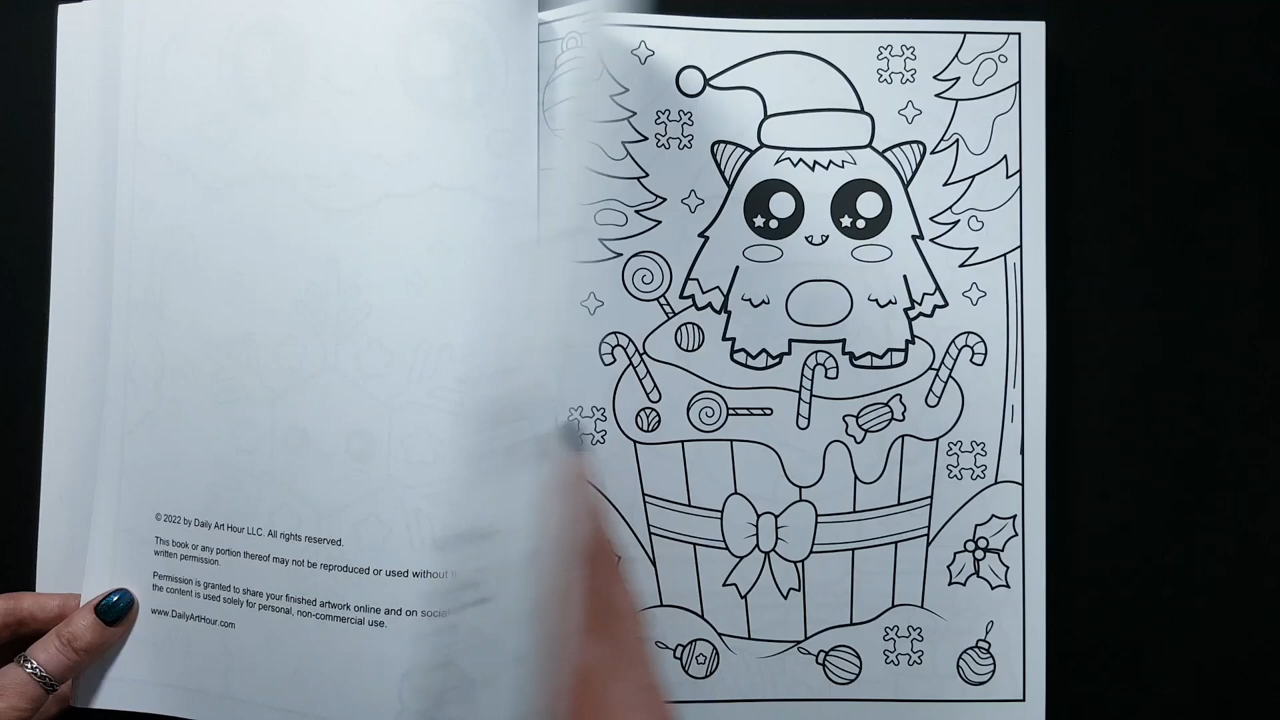 © 2022 by Daily Art Hour LLC. All rights reserved.
This book or any portion thereof may not be reproduced or used without
written permission.
Permission is granted to share your finished artwork online and on social
the content is used solely for personal, non-commercial use.
www.DailyArtHour.com